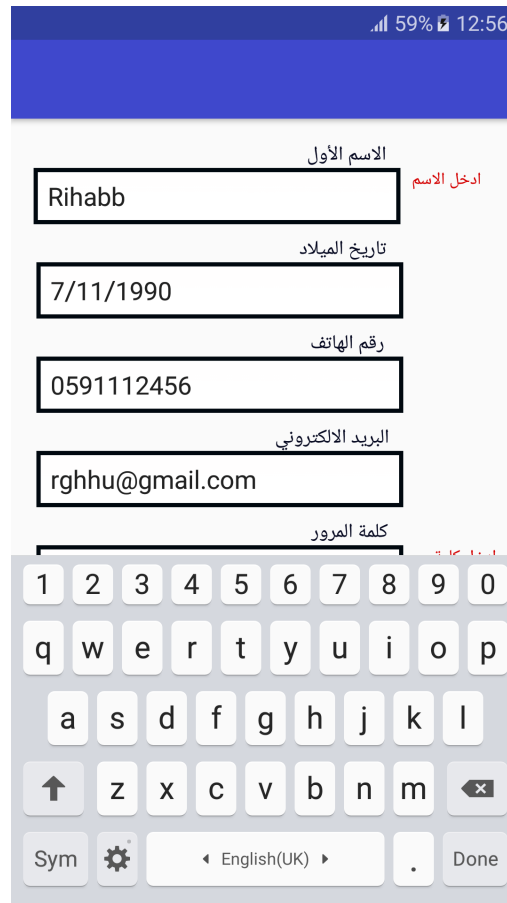 59% 12:56
الاسم الأول
ادخل الاسم
Rihabb
تاريخ الميلاد
7/11/1990
رقم الهاتف
0591112456
البريد الالكتروني
rghhu@gmail.com
كلمة المرور
1 2 3 4 5 6 7 8 9 0
q w e r t y u i o p
a s d f g h j k l
z x c v b n m
Sym English(UK) . Done